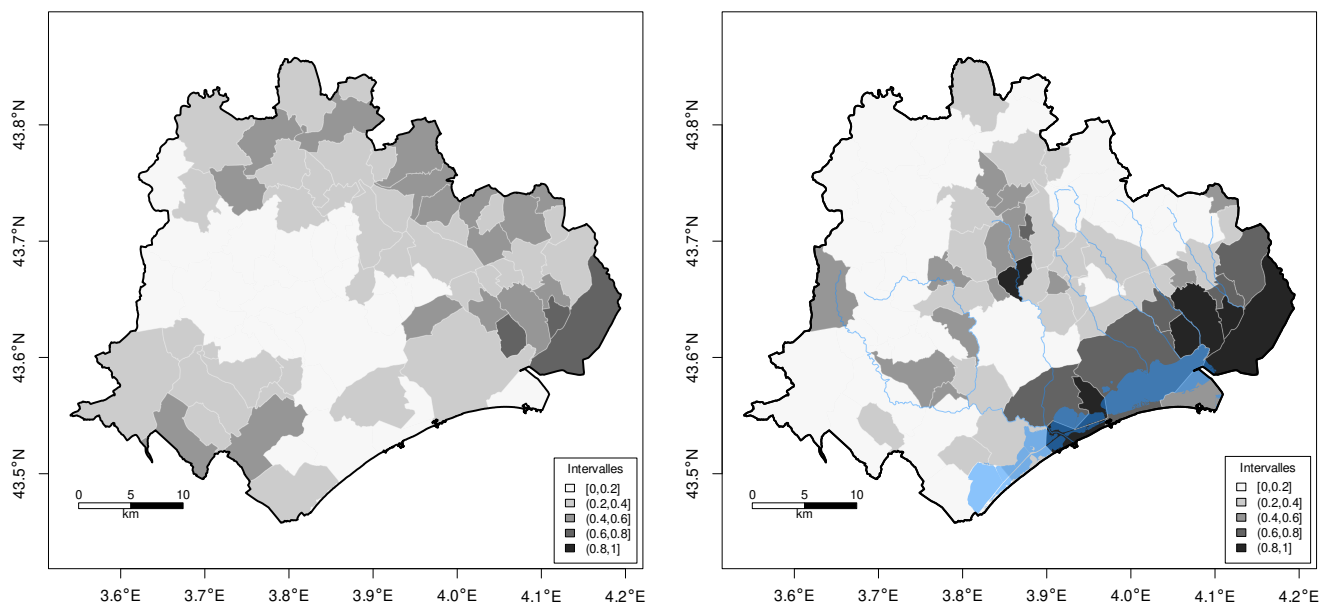 43.8°N
43.7°N
43.6°N
43.5°N
0 5 10
km
Intervalles
[0,0.2]
(0.2,0.4]
(0.4,0.6]
(0.6,0.8]
(0.8,1]
3.6°E 3.7°E 3.8°E 3.9°E 4.0°E 4.1°E 4.2°E
43.8°N
43.7°N
43.6°N
43.5°N
0 5 10
km
Intervalles
[0,0.2]
(0.2,0.4]
(0.4,0.6]
(0.6,0.8]
(0.8,1]
3.6°E 3.7°E 3.8°E 3.9°E 4.0°E 4.1°E 4.2°E